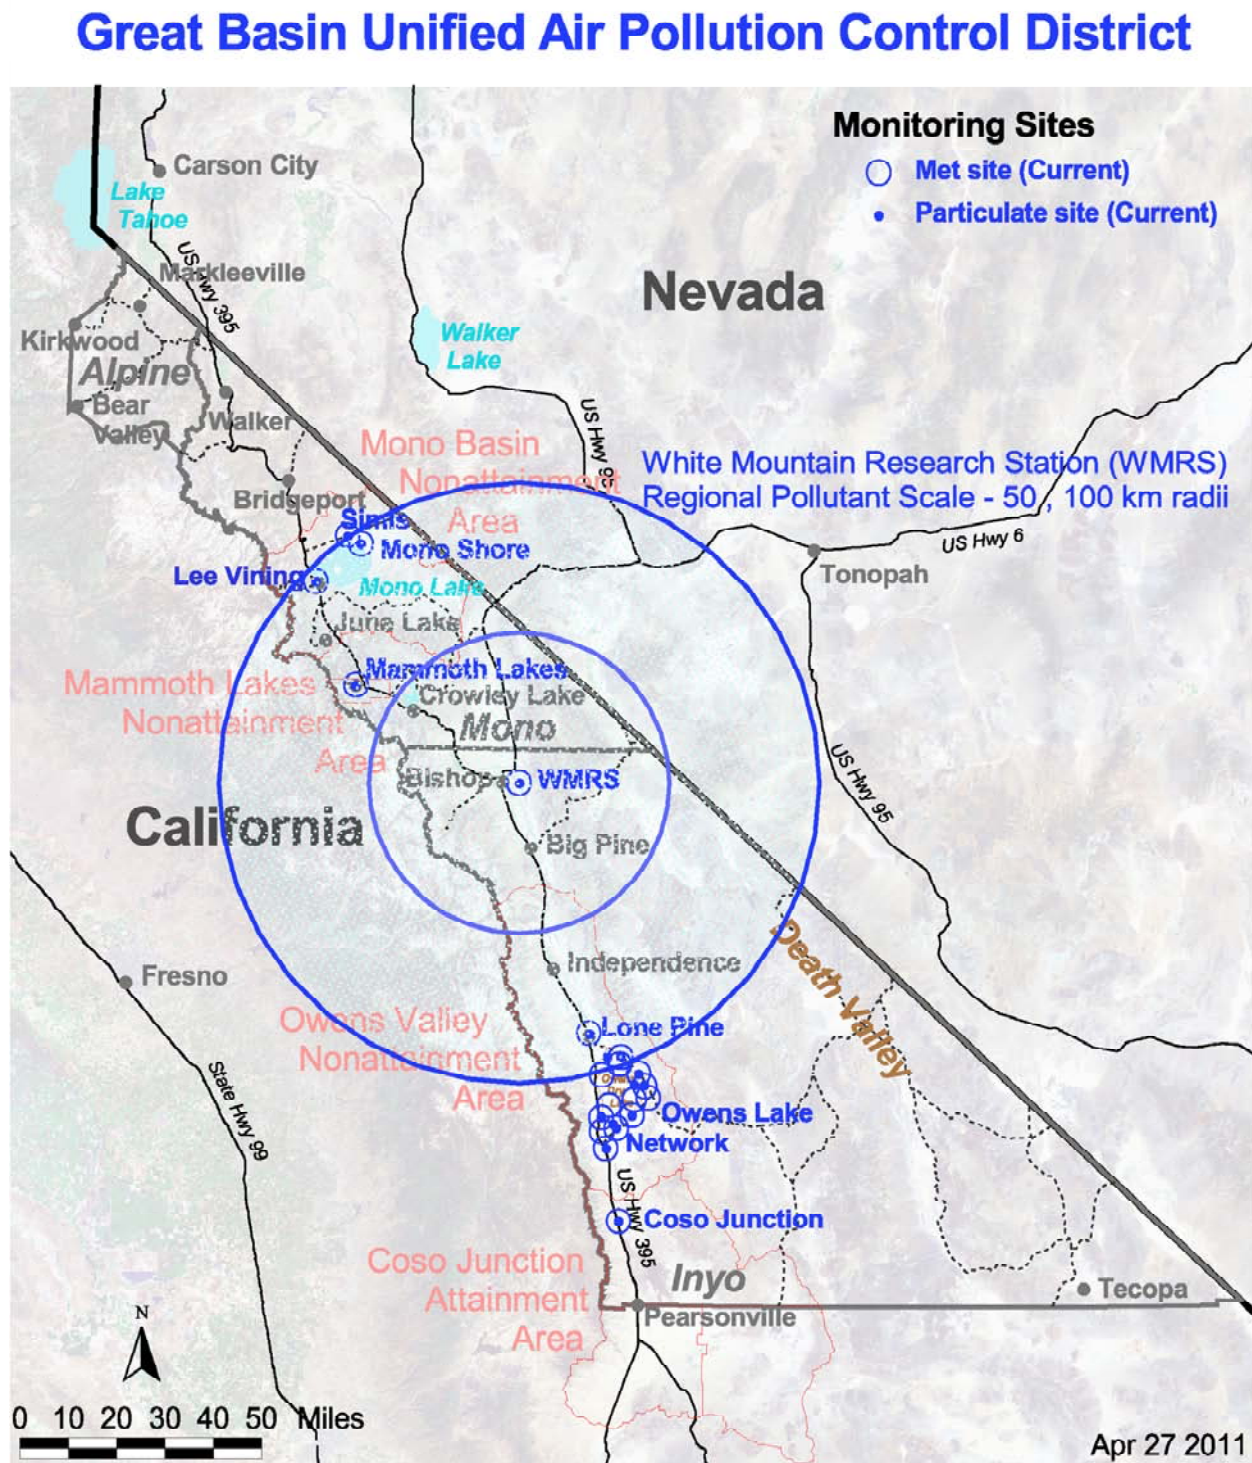 Great Basin Unified Air Pollution Control District
Monitoring Sites
Met site (Current)
Particulate site (Current)
Carson City
Lake
Tahoe
US Hwy 395
Markleeville
Nevada
Kirkwood
Alpine
Walker
Lake
Bear
Valley
Walker
US Hwy 95
Mono Basin
Nonattainment
Area
White Mountain Research Station (WMRS)
Regional Pollutant Scale - 50 , 100 km radii
Bridgeport
Simis
Mono Shore
US Hwy 6
Tonopah
Lee Vining
Mono Lake
June Lake
Mammoth Lakes
Mammoth Lakes
Nonattainment
Area
Crowley Lake
Mono
Bishop
WMRS
US Hwy 95
California
Big Pine
Death Valley
Fresno
Independence
Owens Valley
Nonattainment
Area
Lone Pine
State Hwy 99
Owens Lake
Network
US Hwy 395
Coso Junction
Coso Junction
Attainment
Area
Inyo
Tecopa
Pearsonville
N
0 10 20 30 40 50 Miles
Apr 27 2011